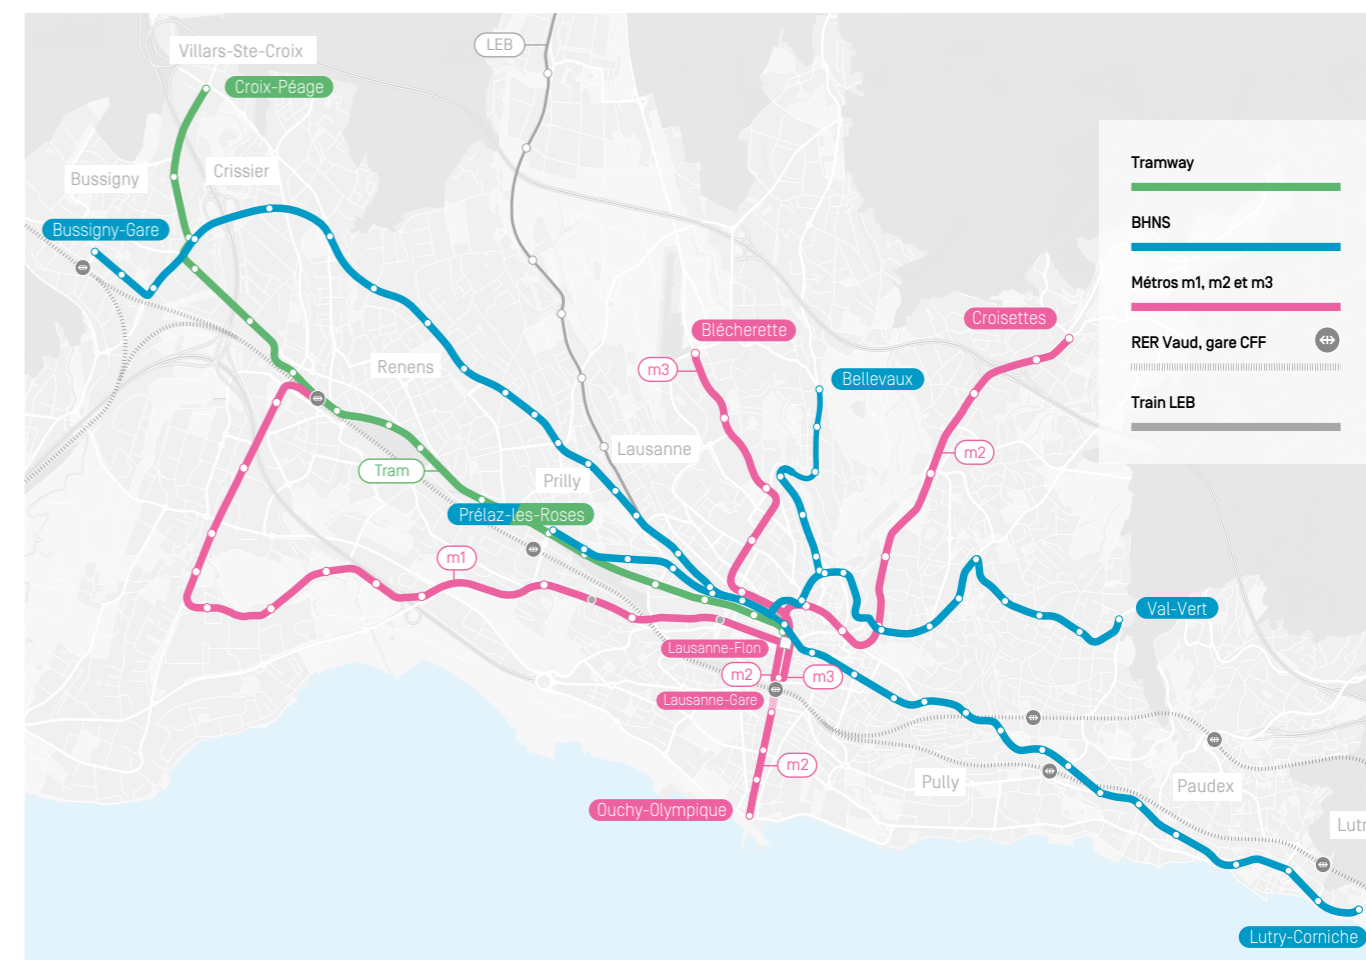 Villars-Ste-Croix
LEB
Croix-Péage
Crissier
Bussigny
Bussigny-Gare
Tramway
BHNS
Métros m1, m2 et m3
RER Vaud, gare CFF
Train LEB
Croisettes
Blécherette
m3
Renens
Bellevaux
Lausanne
m2
Tram
Prilly
Prélaz-les-Roses
m1
Val-Vert
Lausanne-Flon
m2
m3
Lausanne-Gare
m2
Pully
Paudex
Ouchy-Olympique
Lutr
Lutry-Corniche